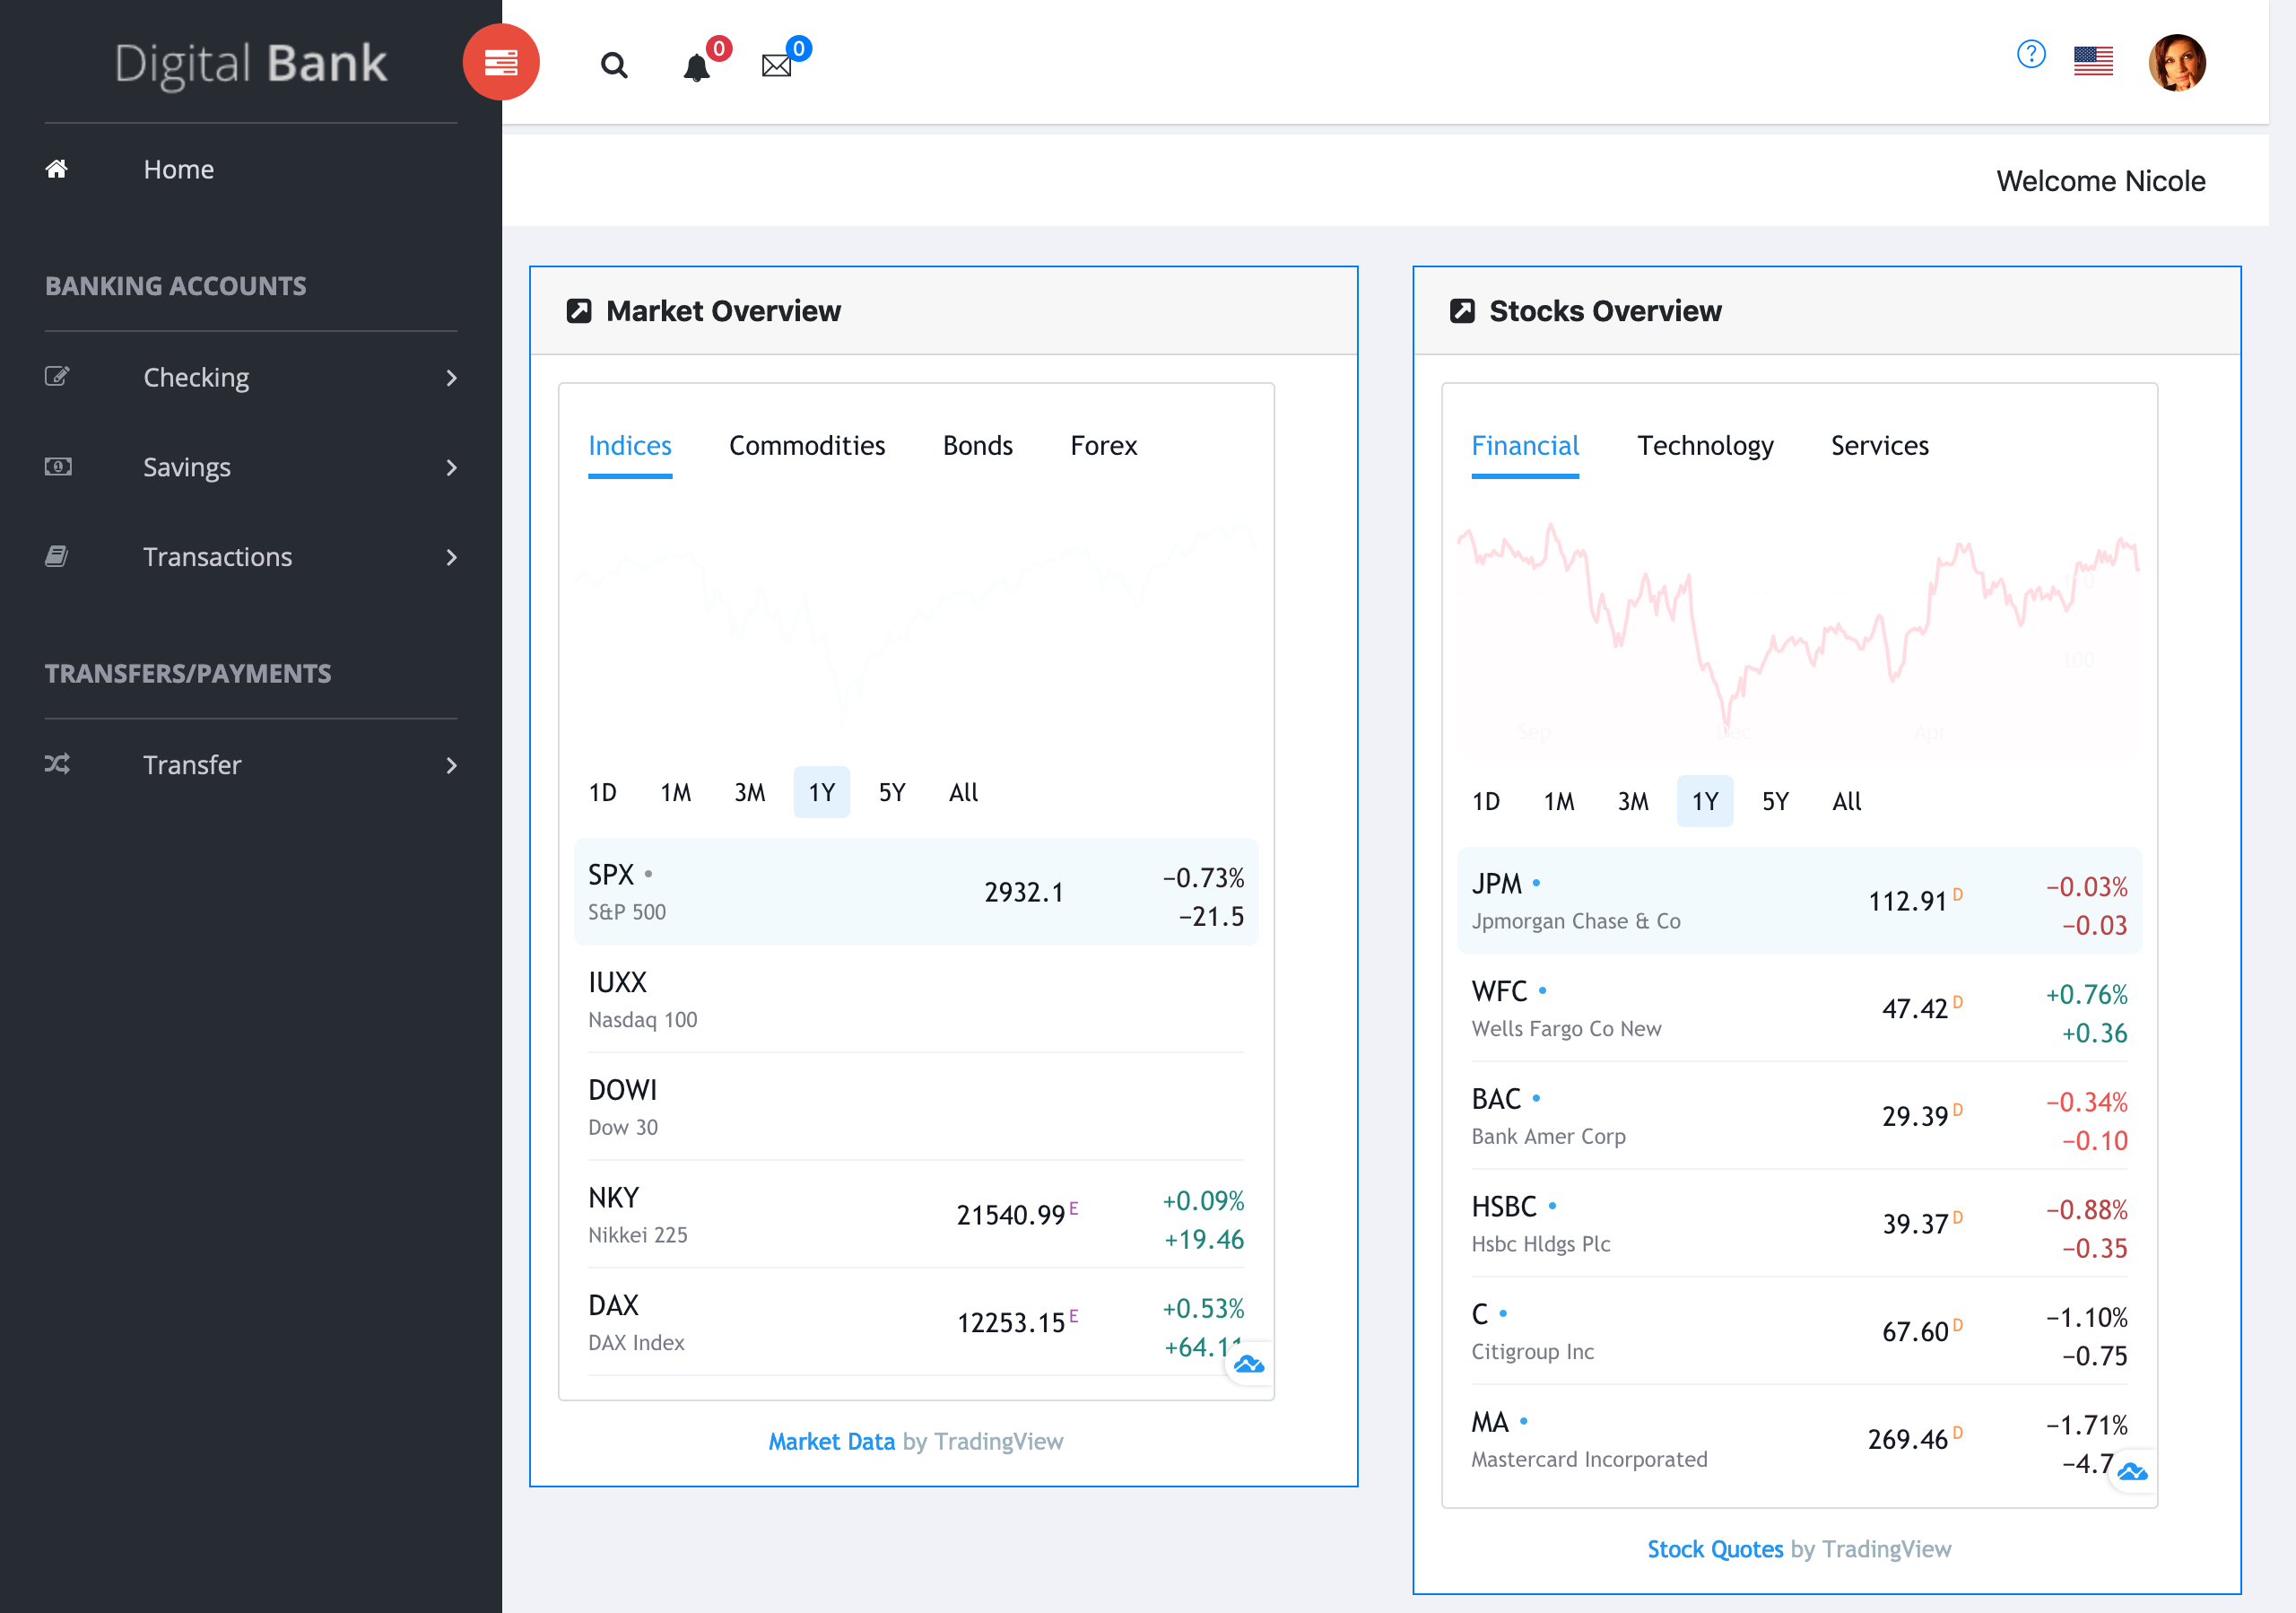 Digital Bank
0
0
?
Home
Welcome Nicole
BANKING ACCOUNTS
Checking
Savings
Transactions
TRANSFERS/PAYMENTS
Transfer
Market Overview
Indices Commodities Bonds Forex
1D 1M 3M 1Y 5Y All
SPX 2932.1 −0.73%
S&P 500 −21.5
IUXX
Nasdaq 100
DOWI
Dow 30
NKY 21540.99 E +0.09%
Nikkei 225 +19.46
DAX 12253.15 E +0.53%
DAX Index +64.11
Market Data by TradingView
Stocks Overview
Financial Technology Services
110
100
Sep Dec Apr
1D 1M 3M 1Y 5Y All
JPM 112.91 D −0.03%
Jpmorgan Chase & Co −0.03
WFC 47.42 D +0.76%
Wells Fargo Co New +0.36
BAC 29.39 D −0.34%
Bank Amer Corp −0.10
HSBC 39.37 D −0.88%
Hsbc Hldgs Plc −0.35
C 67.60 D −1.10%
Citigroup Inc −0.75
MA 269.46 D −1.71%
Mastercard Incorporated −4.7
Stock Quotes by TradingView